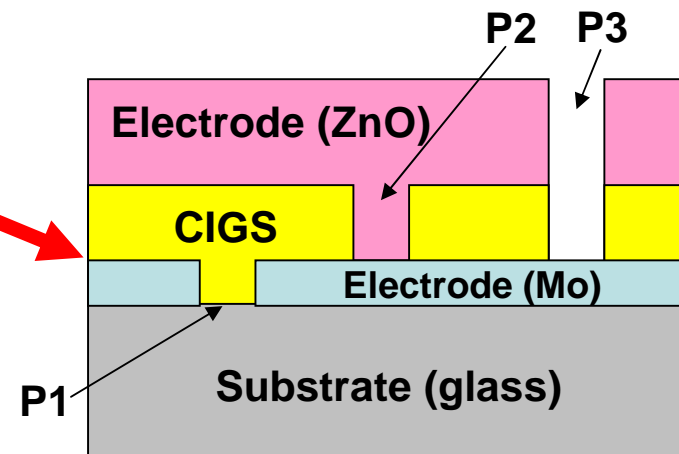 P2 P3
Electrode (ZnO)
CIGS
Electrode (Mo)
Substrate (glass)
P1